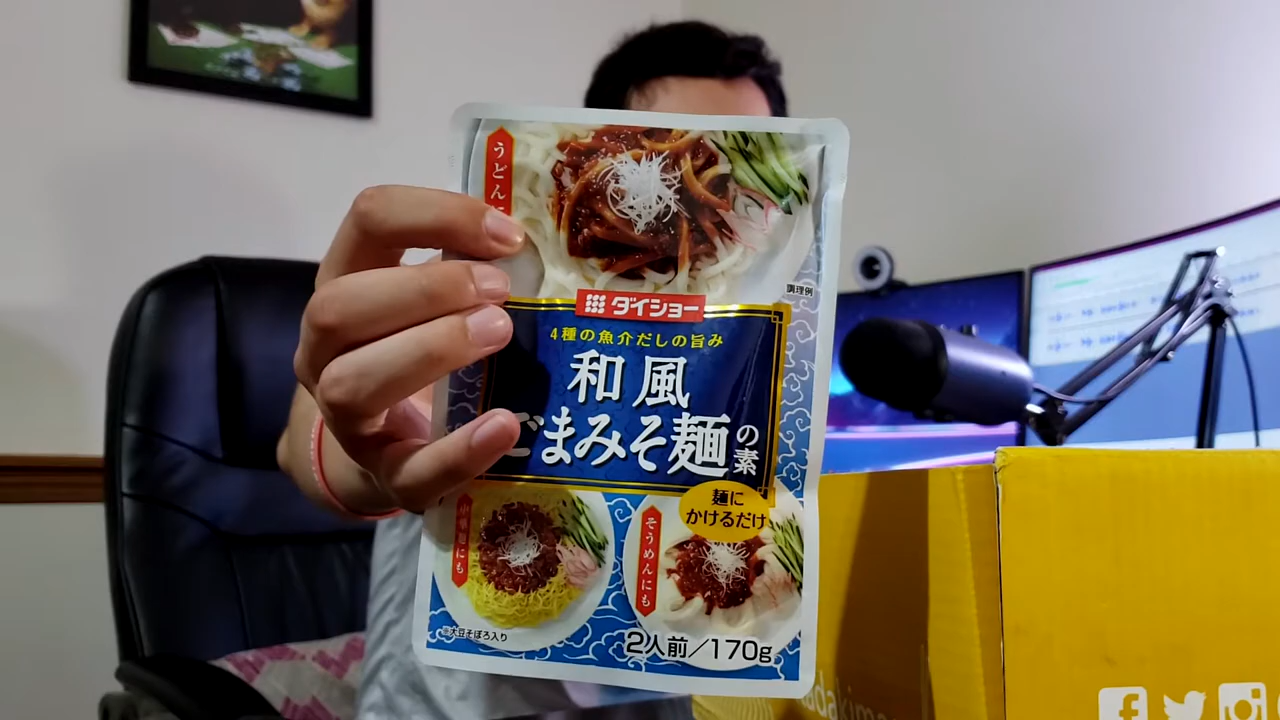 うどんに
調理例
ダイショー
4種の魚介だしの旨み
和風
ごまみそ麺の素
麺に
かけるだけ
中華麺にも
そうめんにも
※大豆そぼろ入り
2人前/170g